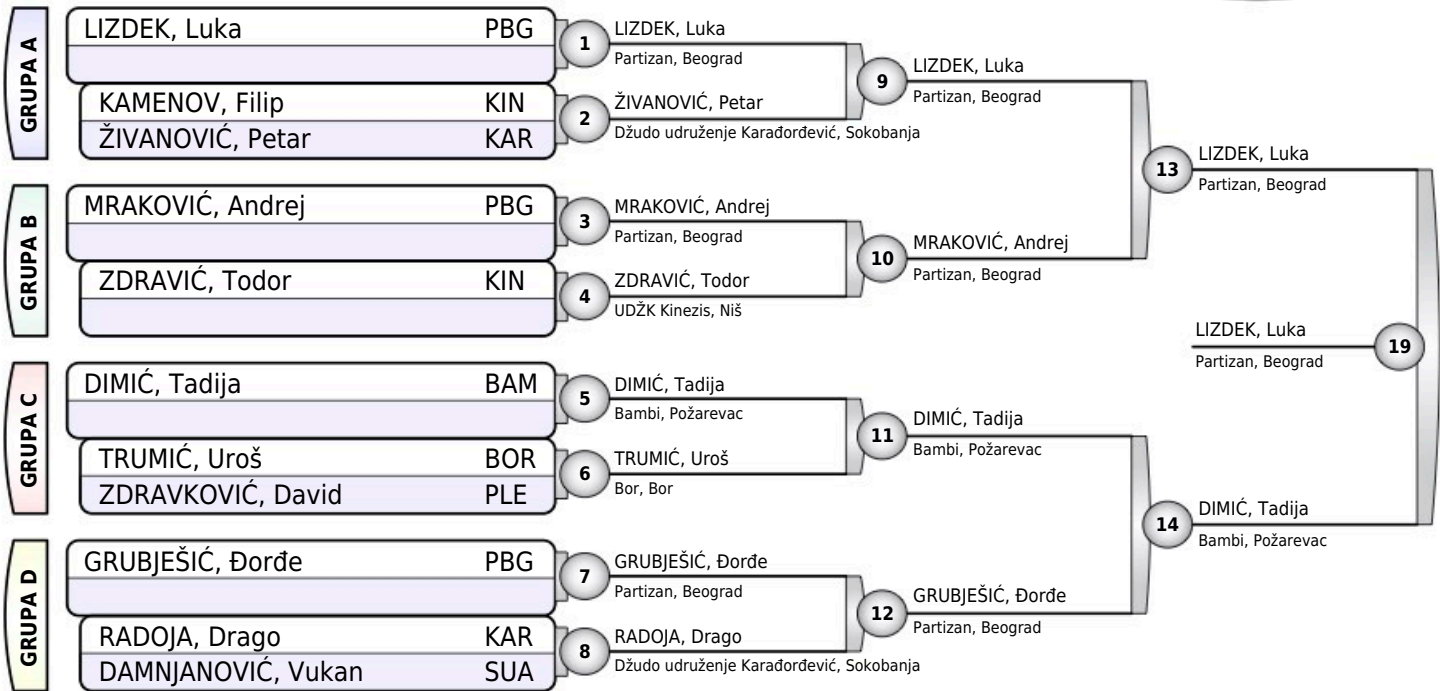 GRUPA A
LIZDEK, Luka PBG
KAMENOV, Filip KIN
ŽIVANOVIĆ, Petar KAR
1
LIZDEK, Luka
Partizan, Beograd
2
ŽIVANOVIĆ, Petar
Džudo udruženje Karađorđević, Sokobanja
9
LIZDEK, Luka
Partizan, Beograd
GRUPA B
MRAKOVIĆ, Andrej PBG
ZDRAVIĆ, Todor KIN
3
MRAKOVIĆ, Andrej
Partizan, Beograd
4
ZDRAVIĆ, Todor
UDŽK Kinezis, Niš
10
MRAKOVIĆ, Andrej
Partizan, Beograd
13
LIZDEK, Luka
Partizan, Beograd
GRUPA C
DIMIĆ, Tadija BAM
TRUMIĆ, Uroš BOR
ZDRAVKOVIĆ, David PLE
5
DIMIĆ, Tadija
Bambi, Požarevac
6
TRUMIĆ, Uroš
Bor, Bor
11
DIMIĆ, Tadija
Bambi, Požarevac
GRUPA D
GRUBJEŠIĆ, Đorđe PBG
RADOJA, Drago KAR
DAMNJANOVIĆ, Vukan SUA
7
GRUBJEŠIĆ, Đorđe
Partizan, Beograd
8
RADOJA, Drago
Džudo udruženje Karađorđević, Sokobanja
12
GRUBJEŠIĆ, Đorđe
Partizan, Beograd
14
DIMIĆ, Tadija
Bambi, Požarevac
LIZDEK, Luka
Partizan, Beograd
19